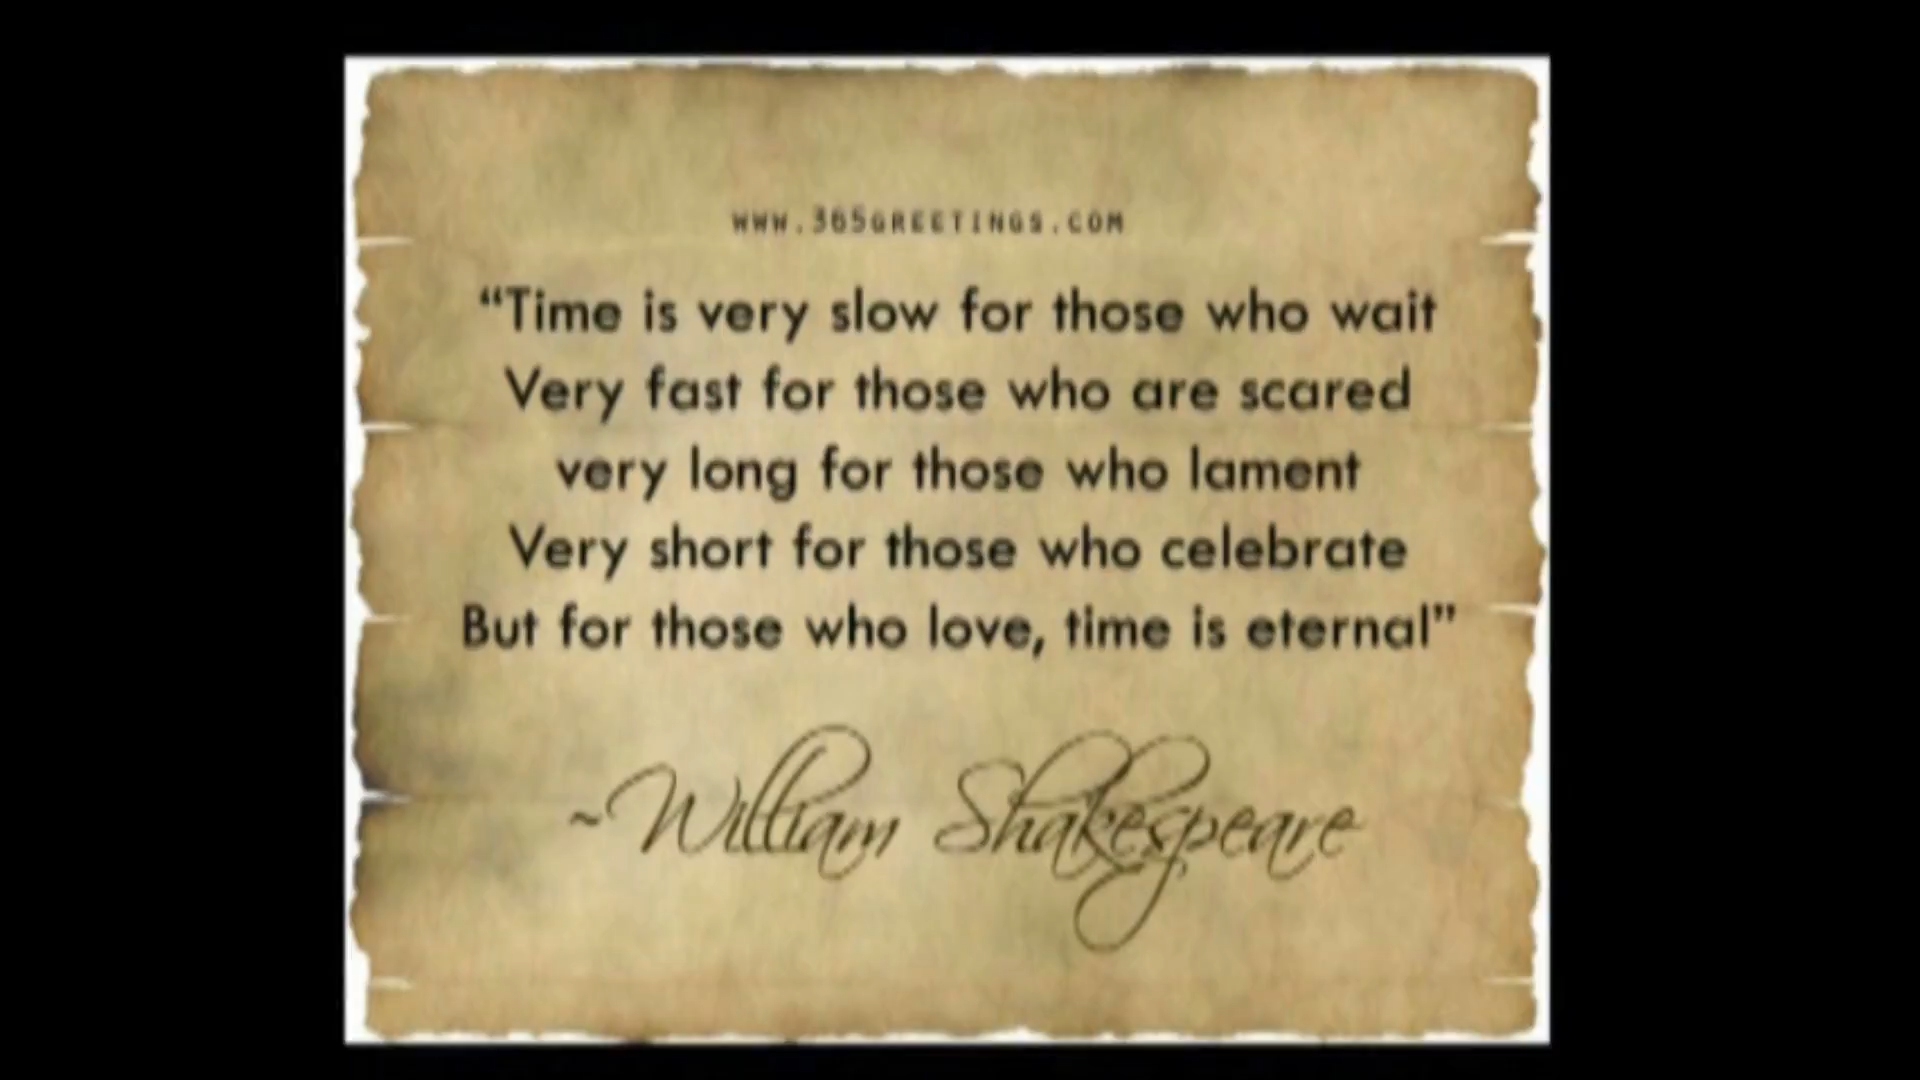 WWW.365GREETINGS.COM
“Time is very slow for those who wait
Very fast for those who are scared
very long for those who lament
Very short for those who celebrate
But for those who love, time is eternal”
~William Shakespeare